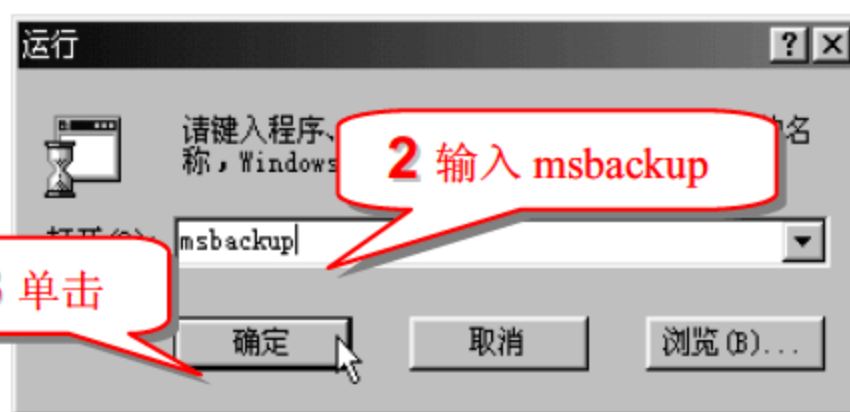 运行
请键入程序、
名
称，Windows
2 输入 msbackup
msbackup
单击
确定
取消
浏览(B)...